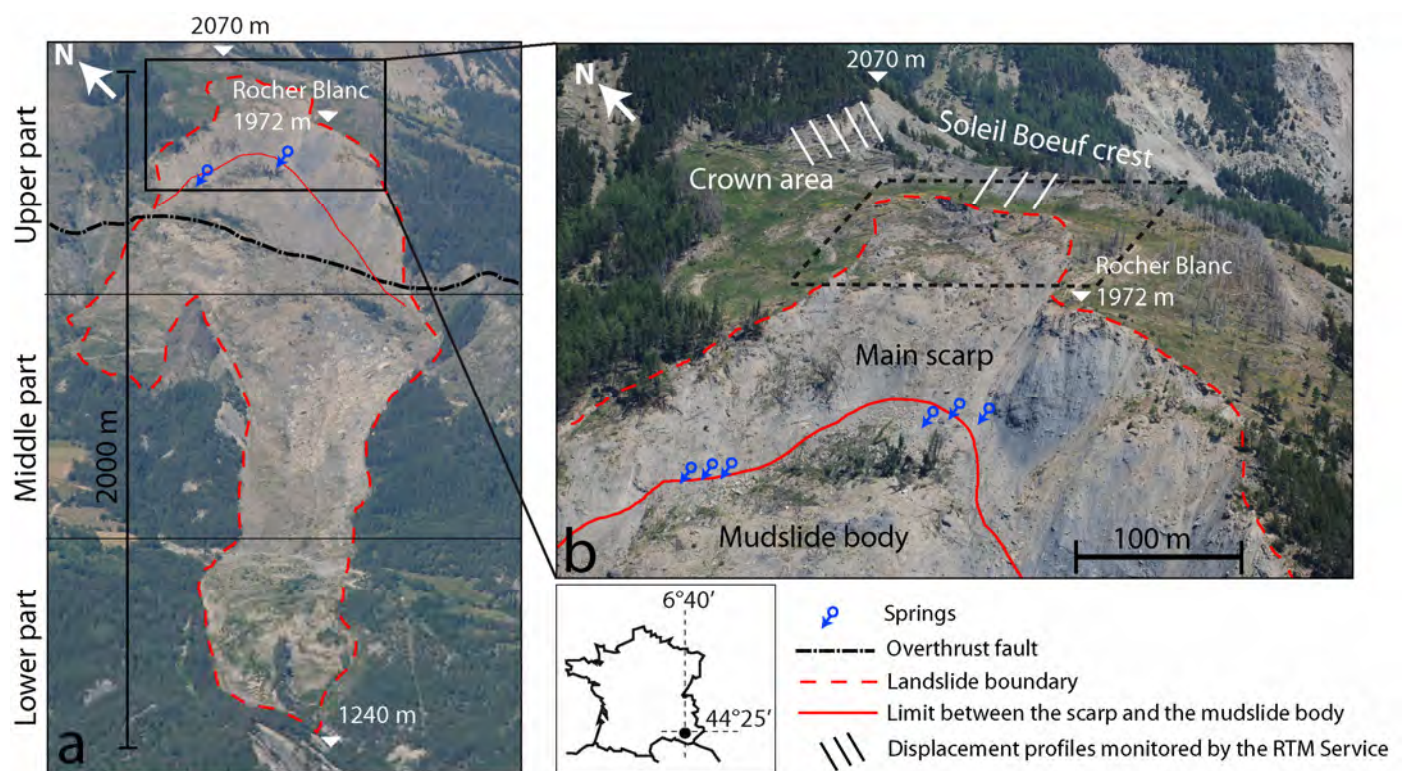 2070 m
N
Rocher Blanc
1972 m
Upper part
Middle part
Lower part
2000 m
1240 m
a
N
2070 m
Soleil Boeuf crest
Crown area
Rocher Blanc
1972 m
Main scarp
Mudslide body
100 m
b
6°40'
44°25'
Springs
Overthrust fault
Landslide boundary
Limit between the scarp and the mudslide body
Displacement profiles monitored by the RTM Service